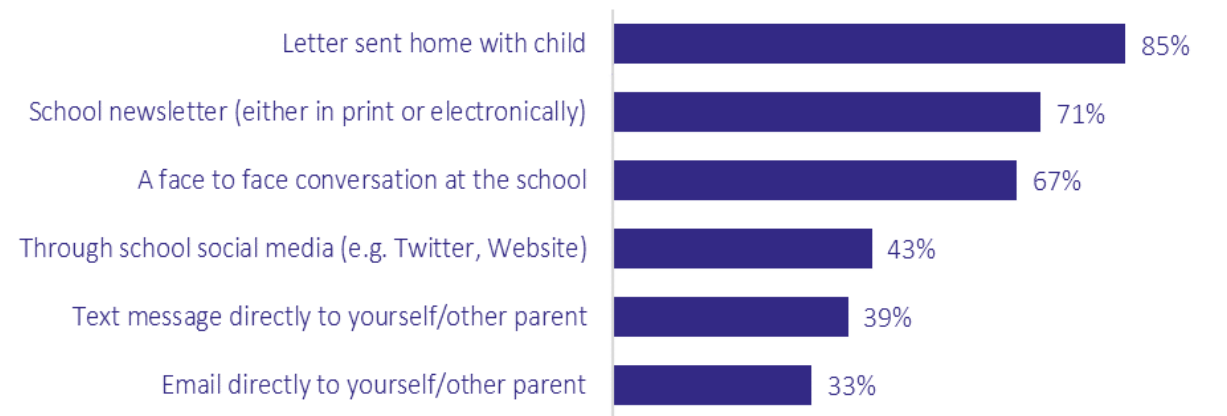 Letter sent home with child 85%
School newsletter (either in print or electronically) 71%
A face to face conversation at the school 67%
Through school social media (e.g. Twitter, Website) 43%
Text message directly to yourself/other parent 39%
Email directly to yourself/other parent 33%